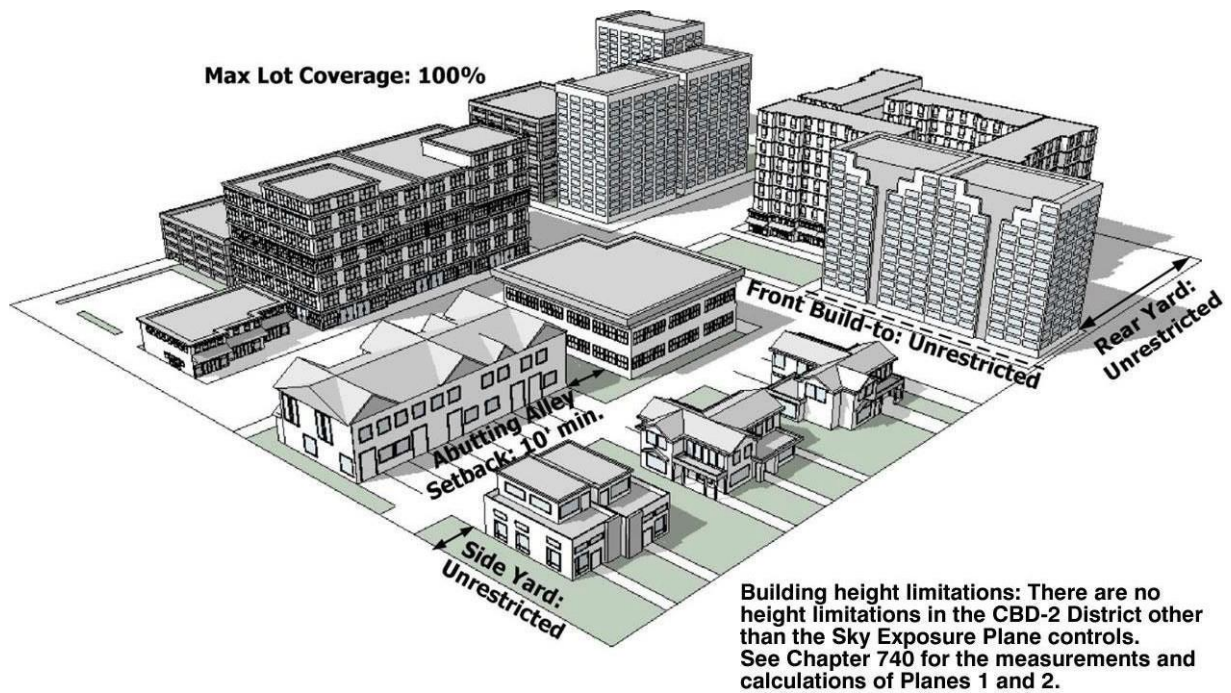 Max Lot Coverage: 100%
Front Build-to: Unrestricted
Rear Yard:
Unrestricted
Abutting Alley
Setback: 10' min.
Side Yard:
Unrestricted
Building height limitations: There are no
height limitations in the CBD-2 District other
than the Sky Exposure Plane controls.
See Chapter 740 for the measurements and
calculations of Planes 1 and 2.